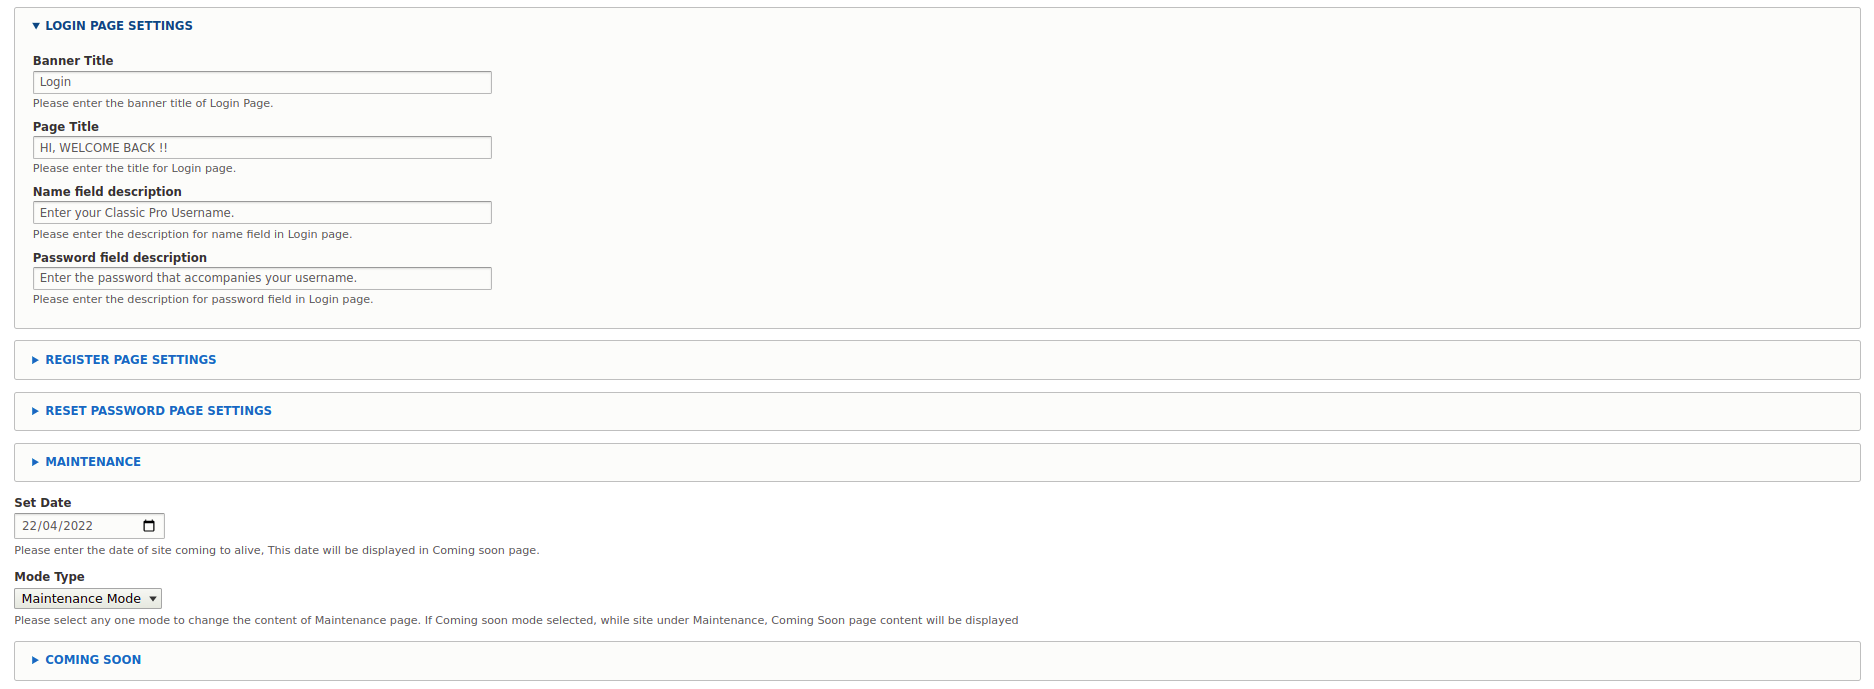 LOGIN PAGE SETTINGS
Banner Title
Login
Please enter the banner title of Login Page.
Page Title
HI, WELCOME BACK !!
Please enter the title for Login page.
Name field description
Enter your Classic Pro Username.
Please enter the description for name field in Login page.
Password field description
Enter the password that accompanies your username.
Please enter the description for password field in Login page.
REGISTER PAGE SETTINGS
RESET PASSWORD PAGE SETTINGS
MAINTENANCE
Set Date
22/04/2022
Please enter the date of site coming to alive, This date will be displayed in Coming soon page.
Mode Type
Maintenance Mode
Please select any one mode to change the content of Maintenance page. If Coming soon mode selected, while site under Maintenance, Coming Soon page content will be displayed
COMING SOON